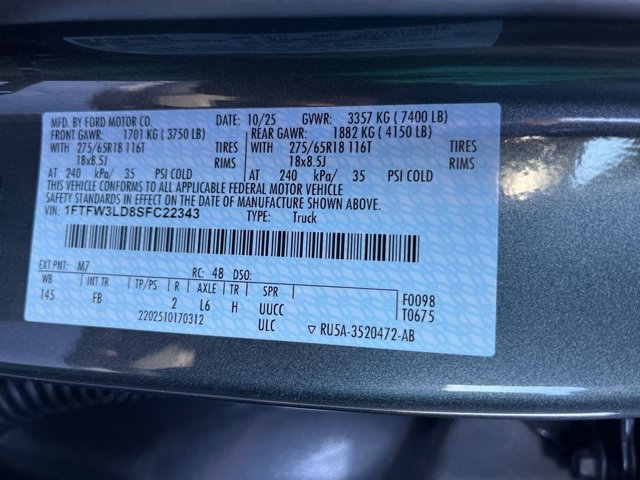 MFD. BY FORD MOTOR CO. DATE: 10/25 GVWR: 3357 KG ( 7400 LB)
FRONT GAWR: 1701 KG ( 3750 LB) REAR GAWR: 1882 KG ( 4150 LB)
WITH 275/65R18 116T TIRES WITH 275/65R18 116T TIRES
18x8.5J RIMS 18x8.5J RIMS
AT 240 kPa/ 35 PSI COLD AT 240 kPa/ 35 PSI COLD
THIS VEHICLE CONFORMS TO ALL APPLICABLE FEDERAL MOTOR VEHICLE
SAFETY STANDARDS IN EFFECT ON THE DATE OF MANUFACTURE SHOWN ABOVE.
VIN: 1FTFW3LD8SFC22343 TYPE: Truck
EXT PNT: M7 RC: 48 DSO:
WB INT TR TP/PS R AXLE TR SPR F0098
145 FB 2 L6 H UUCC T0675
2202510170312 ULC ▽ RU5A-3520472-AB